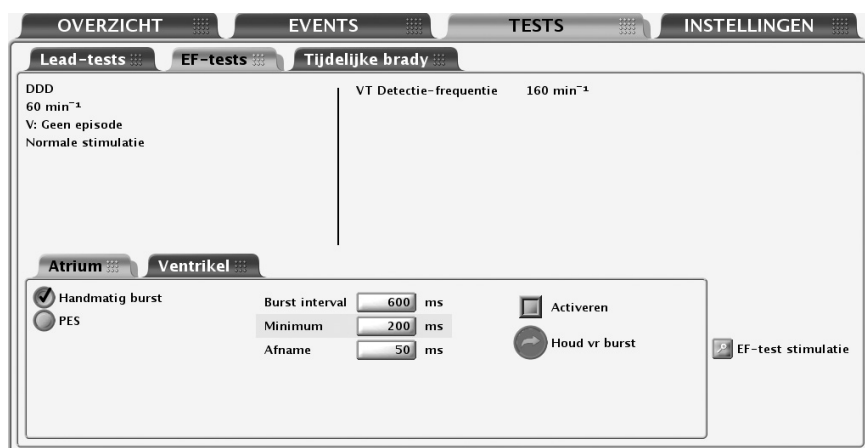 OVERZICHT EVENTS TESTS INSTELLINGEN
Lead-tests EF-tests Tijdelijke brady
DDD
60 min⁻¹
V: Geen episode
Normale stimulatie
VT Detectie-frequentie 160 min⁻¹
Atrium Ventrikel
Handmatig burst
PES
Burst interval 600 ms
Minimum 200 ms
Afname 50 ms
Activeren
Houd vr burst
EF-test stimulatie